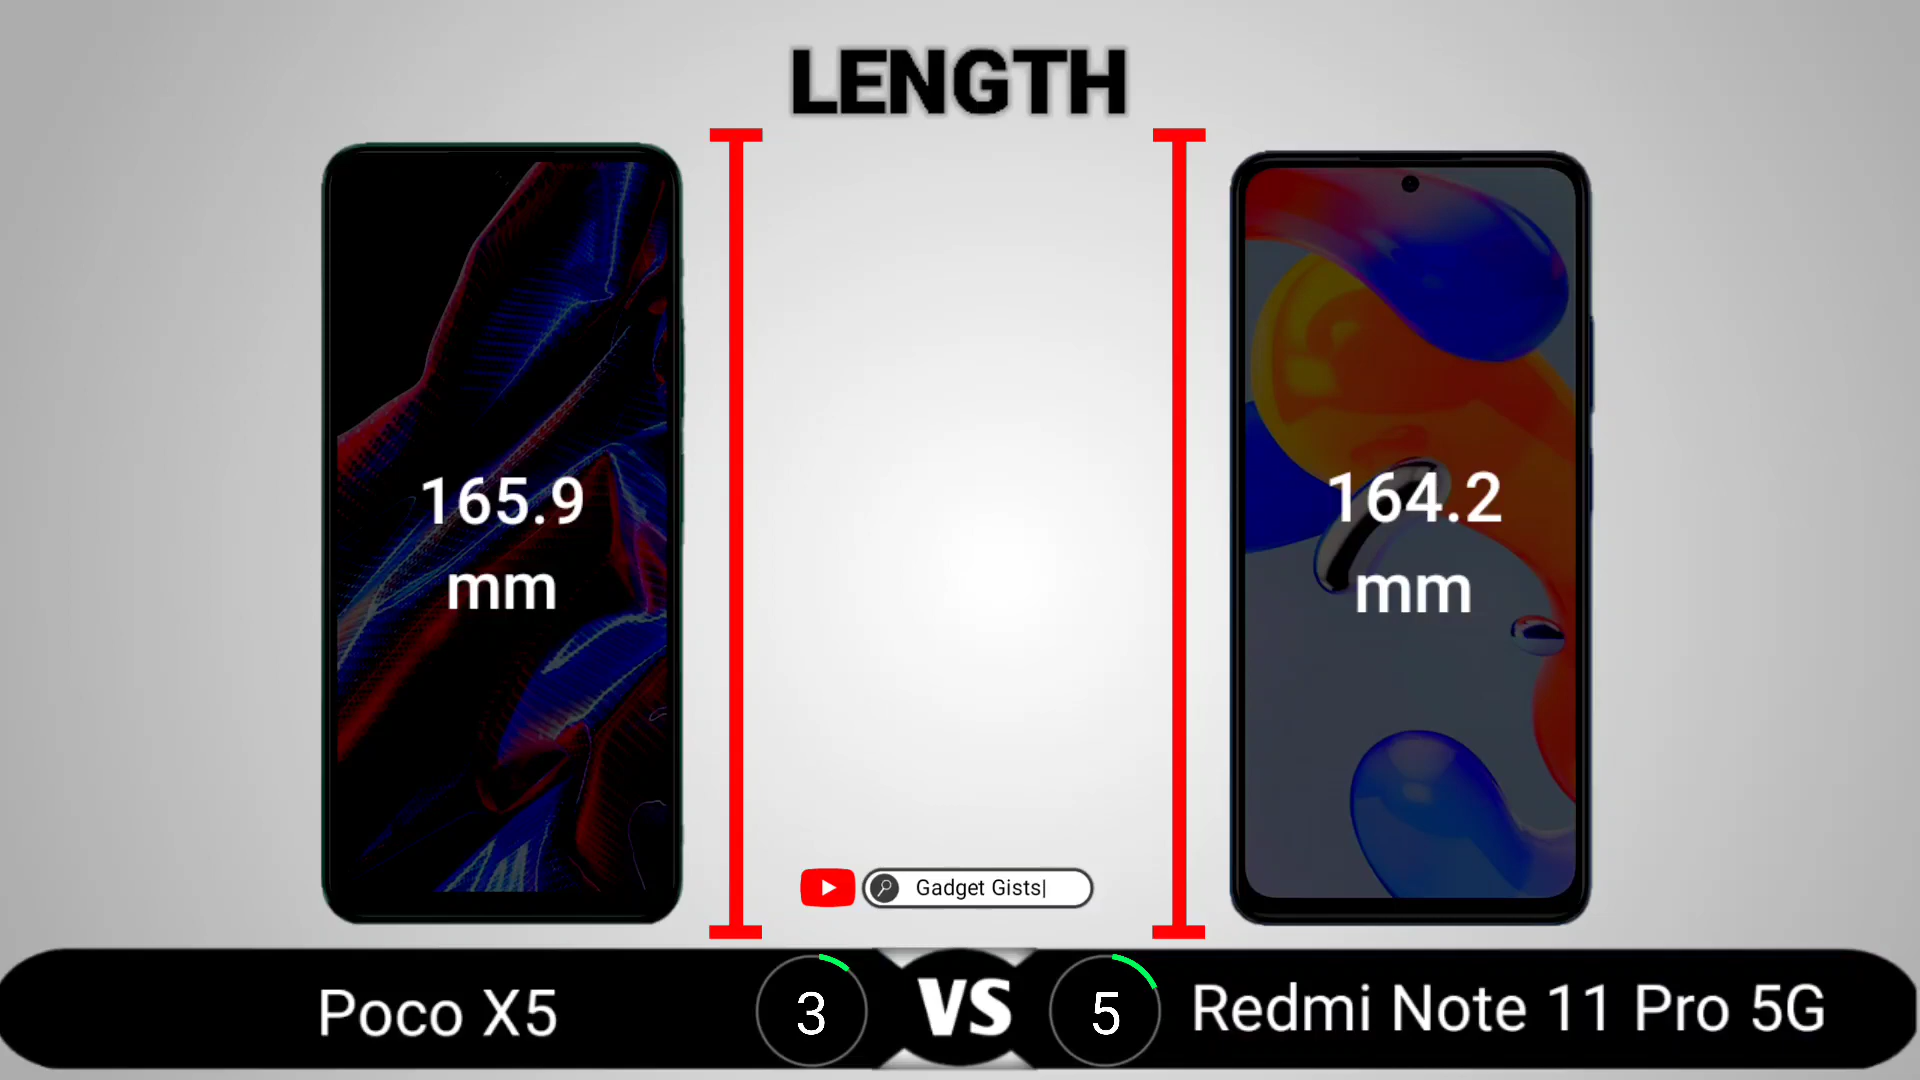 LENGTH
165.9
mm
164.2
mm
Gadget Gists|
Poco X5
3
VS
5
Redmi Note 11 Pro 5G